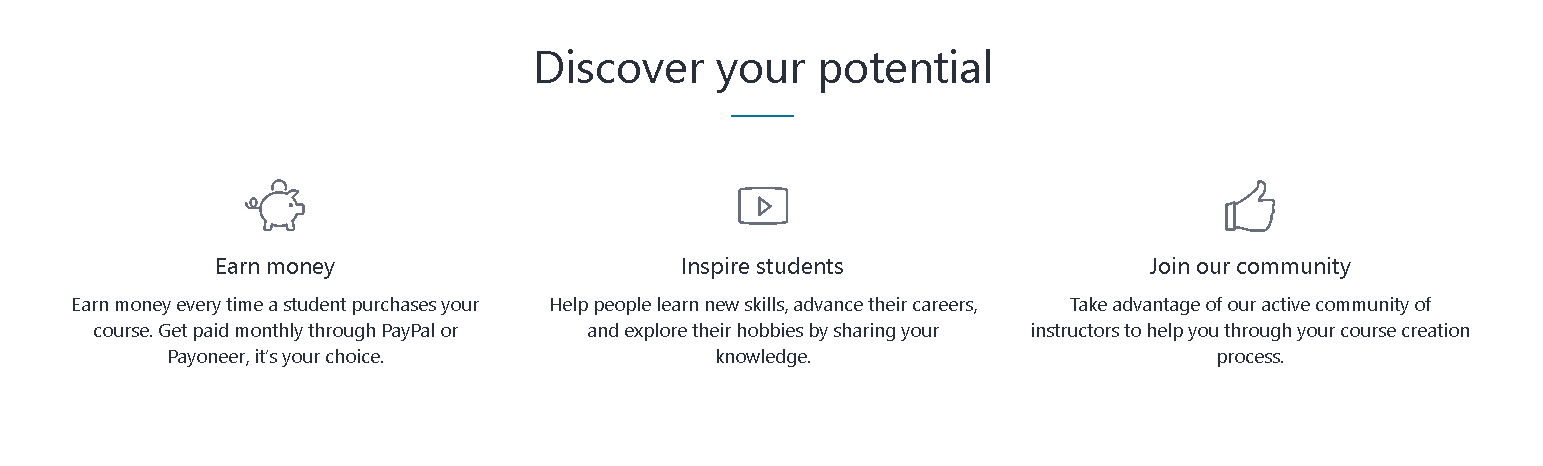 Discover your potential
Earn money
Earn money every time a student purchases your
course. Get paid monthly through PayPal or
Payoneer, it's your choice.
Inspire students
Help people learn new skills, advance their careers,
and explore their hobbies by sharing your
knowledge.
Join our community
Take advantage of our active community of
instructors to help you through your course creation
process.